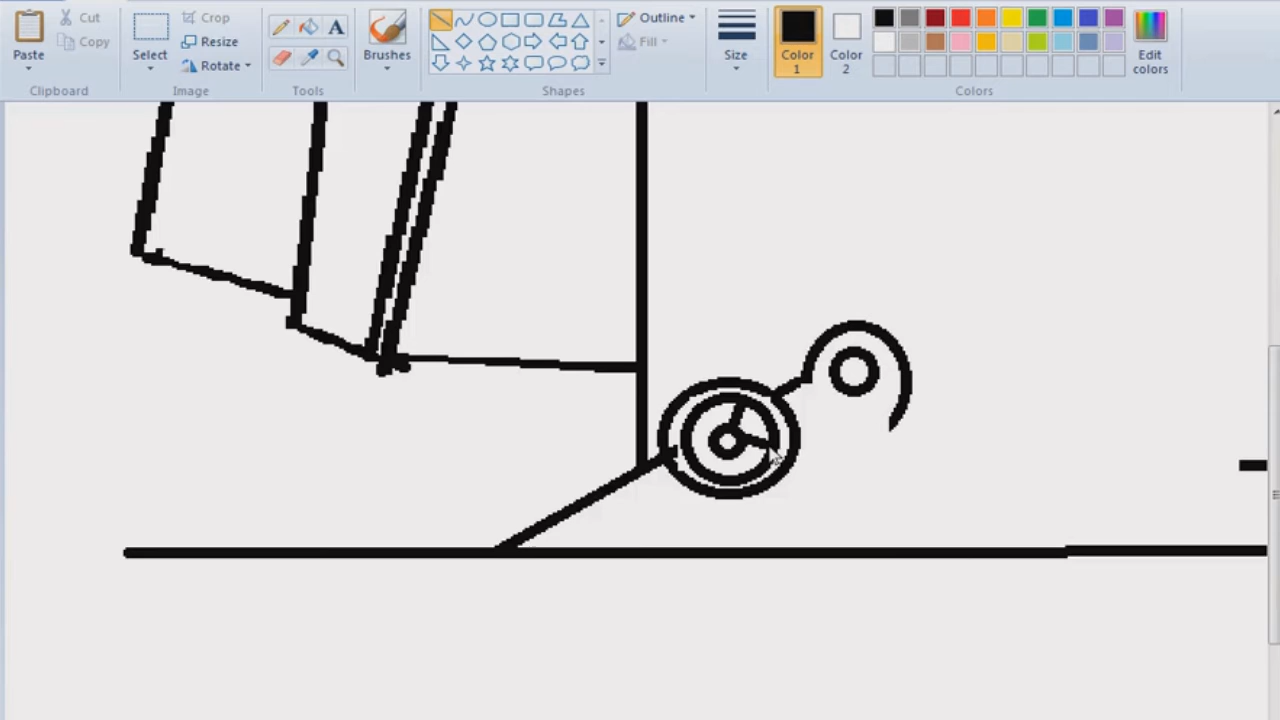 Paste
Cut
Copy
Clipboard
Select
Crop
Resize
Rotate
Image
A
Tools
Brushes
Shapes
Outline
Fill
Size
Color
1
Color
2
Edit
colors
Colors